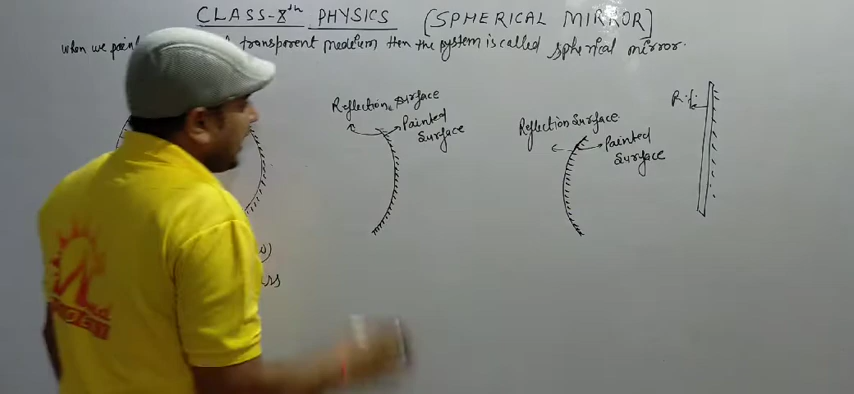 CLASS-8th PHYSICS (SPHERICAL MIRROR)
when we paint transparent medium then the system is called spherical mirror.
Reflection Surface
Painted
Surface
Reflection Surface
Painted
Surface